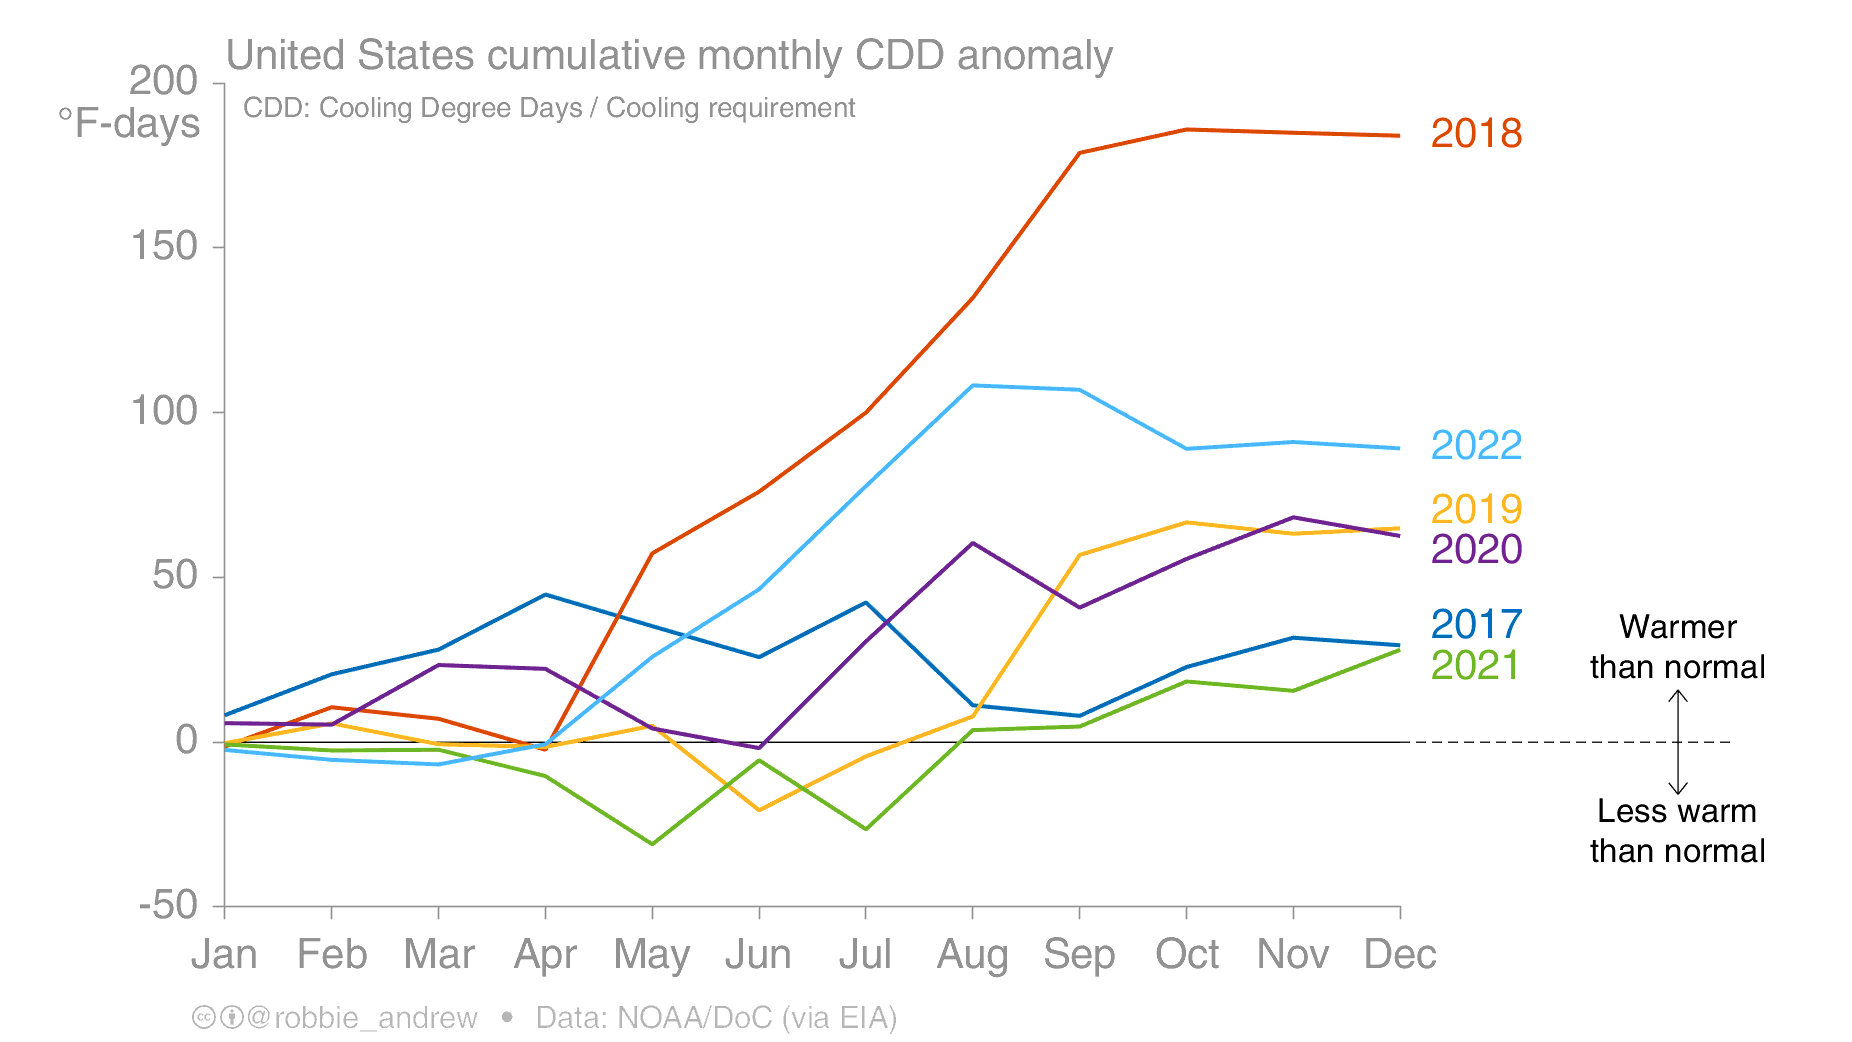 United States cumulative monthly CDD anomaly
CDD: Cooling Degree Days / Cooling requirement
200
°F-days
150
100
50
0
-50
2018
2022
2019
2020
2017
2021
Warmer
than normal
Less warm
than normal
Jan Feb Mar Apr May Jun Jul Aug Sep Oct Nov Dec
cc @robbie_andrew • Data: NOAA/DoC (via EIA)